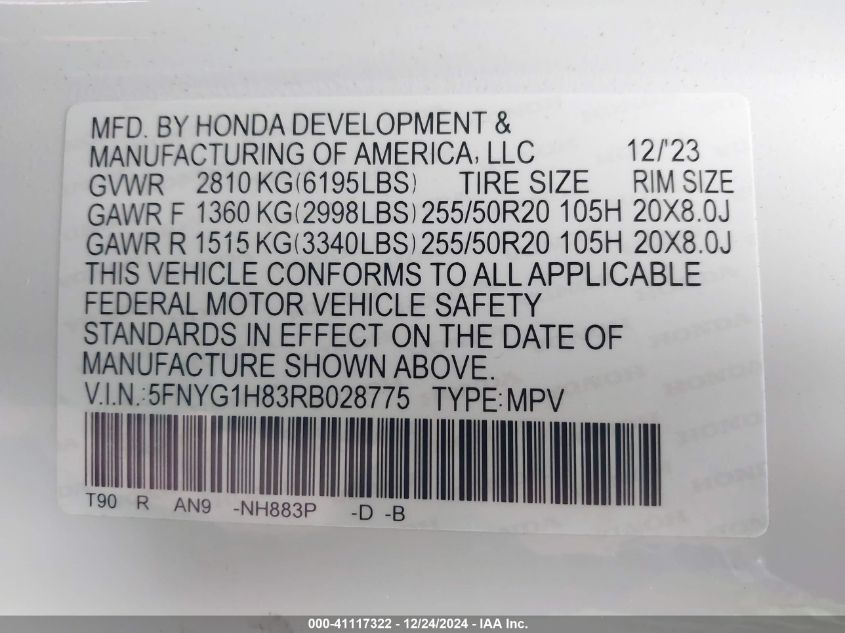 MFD. BY HONDA DEVELOPMENT &
MANUFACTURING OF AMERICA, LLC 12/'23
GVWR 2810 KG(6195LBS) TIRE SIZE RIM SIZE
GAWR F 1360 KG(2998LBS) 255/50R20 105H 20X8.0J
GAWR R 1515 KG(3340LBS) 255/50R20 105H 20X8.0J
THIS VEHICLE CONFORMS TO ALL APPLICABLE
FEDERAL MOTOR VEHICLE SAFETY
STANDARDS IN EFFECT ON THE DATE OF
MANUFACTURE SHOWN ABOVE.
V.I.N.:5FNYG1H83RB028775 TYPE:MPV
T90 R AN9 -NH883P -D -B
000-41117322 - 12/24/2024 - IAA Inc.